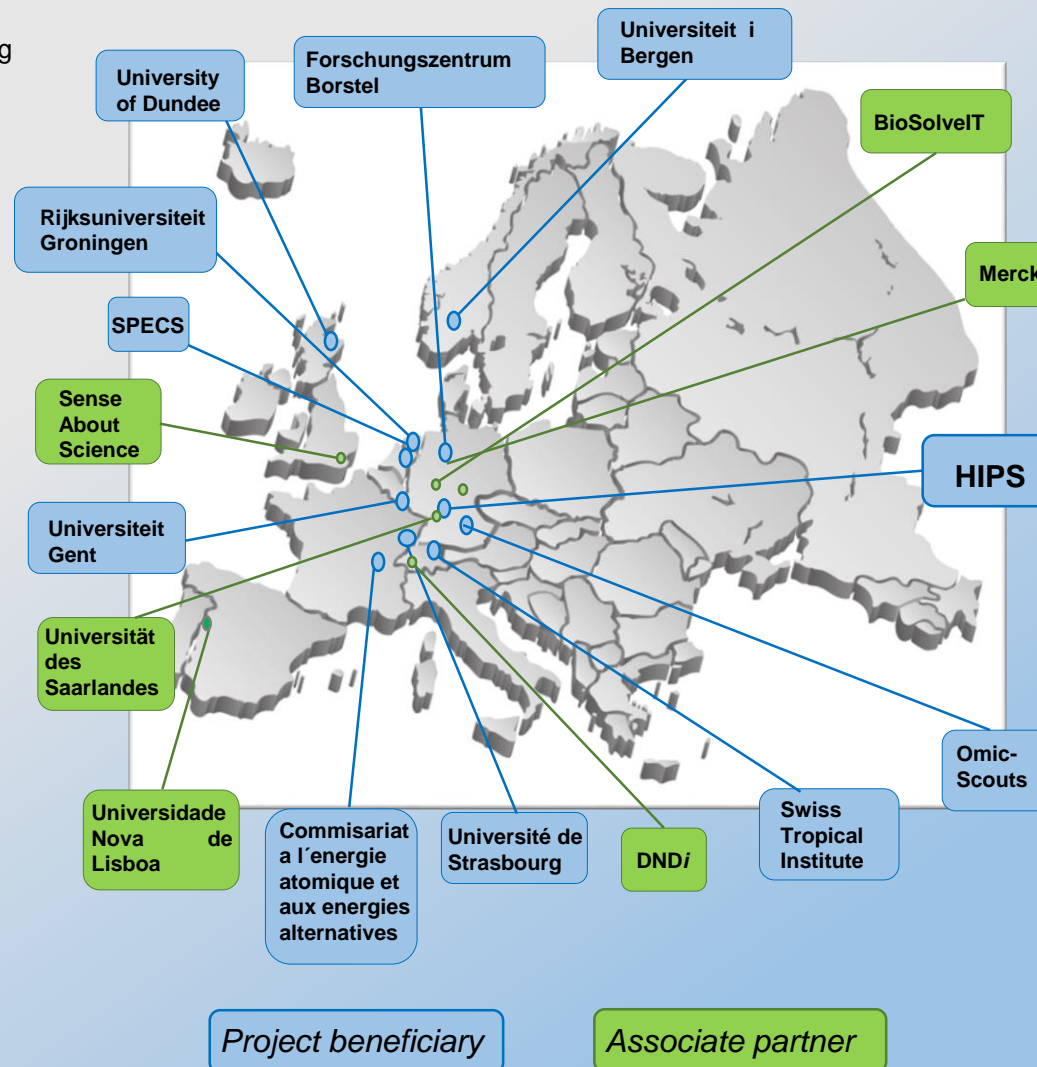 g
Universiteit i
Bergen
Forschungszentrum
Borstel
University
of Dundee
BioSolveIT
Rijksuniversiteit
Groningen
Merck
SPECS
Sense
About
Science
HIPS
Universiteit
Gent
Universität
des
Saarlandes
Omic-
Scouts
Universidade
Nova de
Lisboa
Commisariat
a l´energie
atomique et
aux energies
alternatives
Université de
Strasbourg
DNDi
Swiss
Tropical
Institute
Project beneficiary
Associate partner